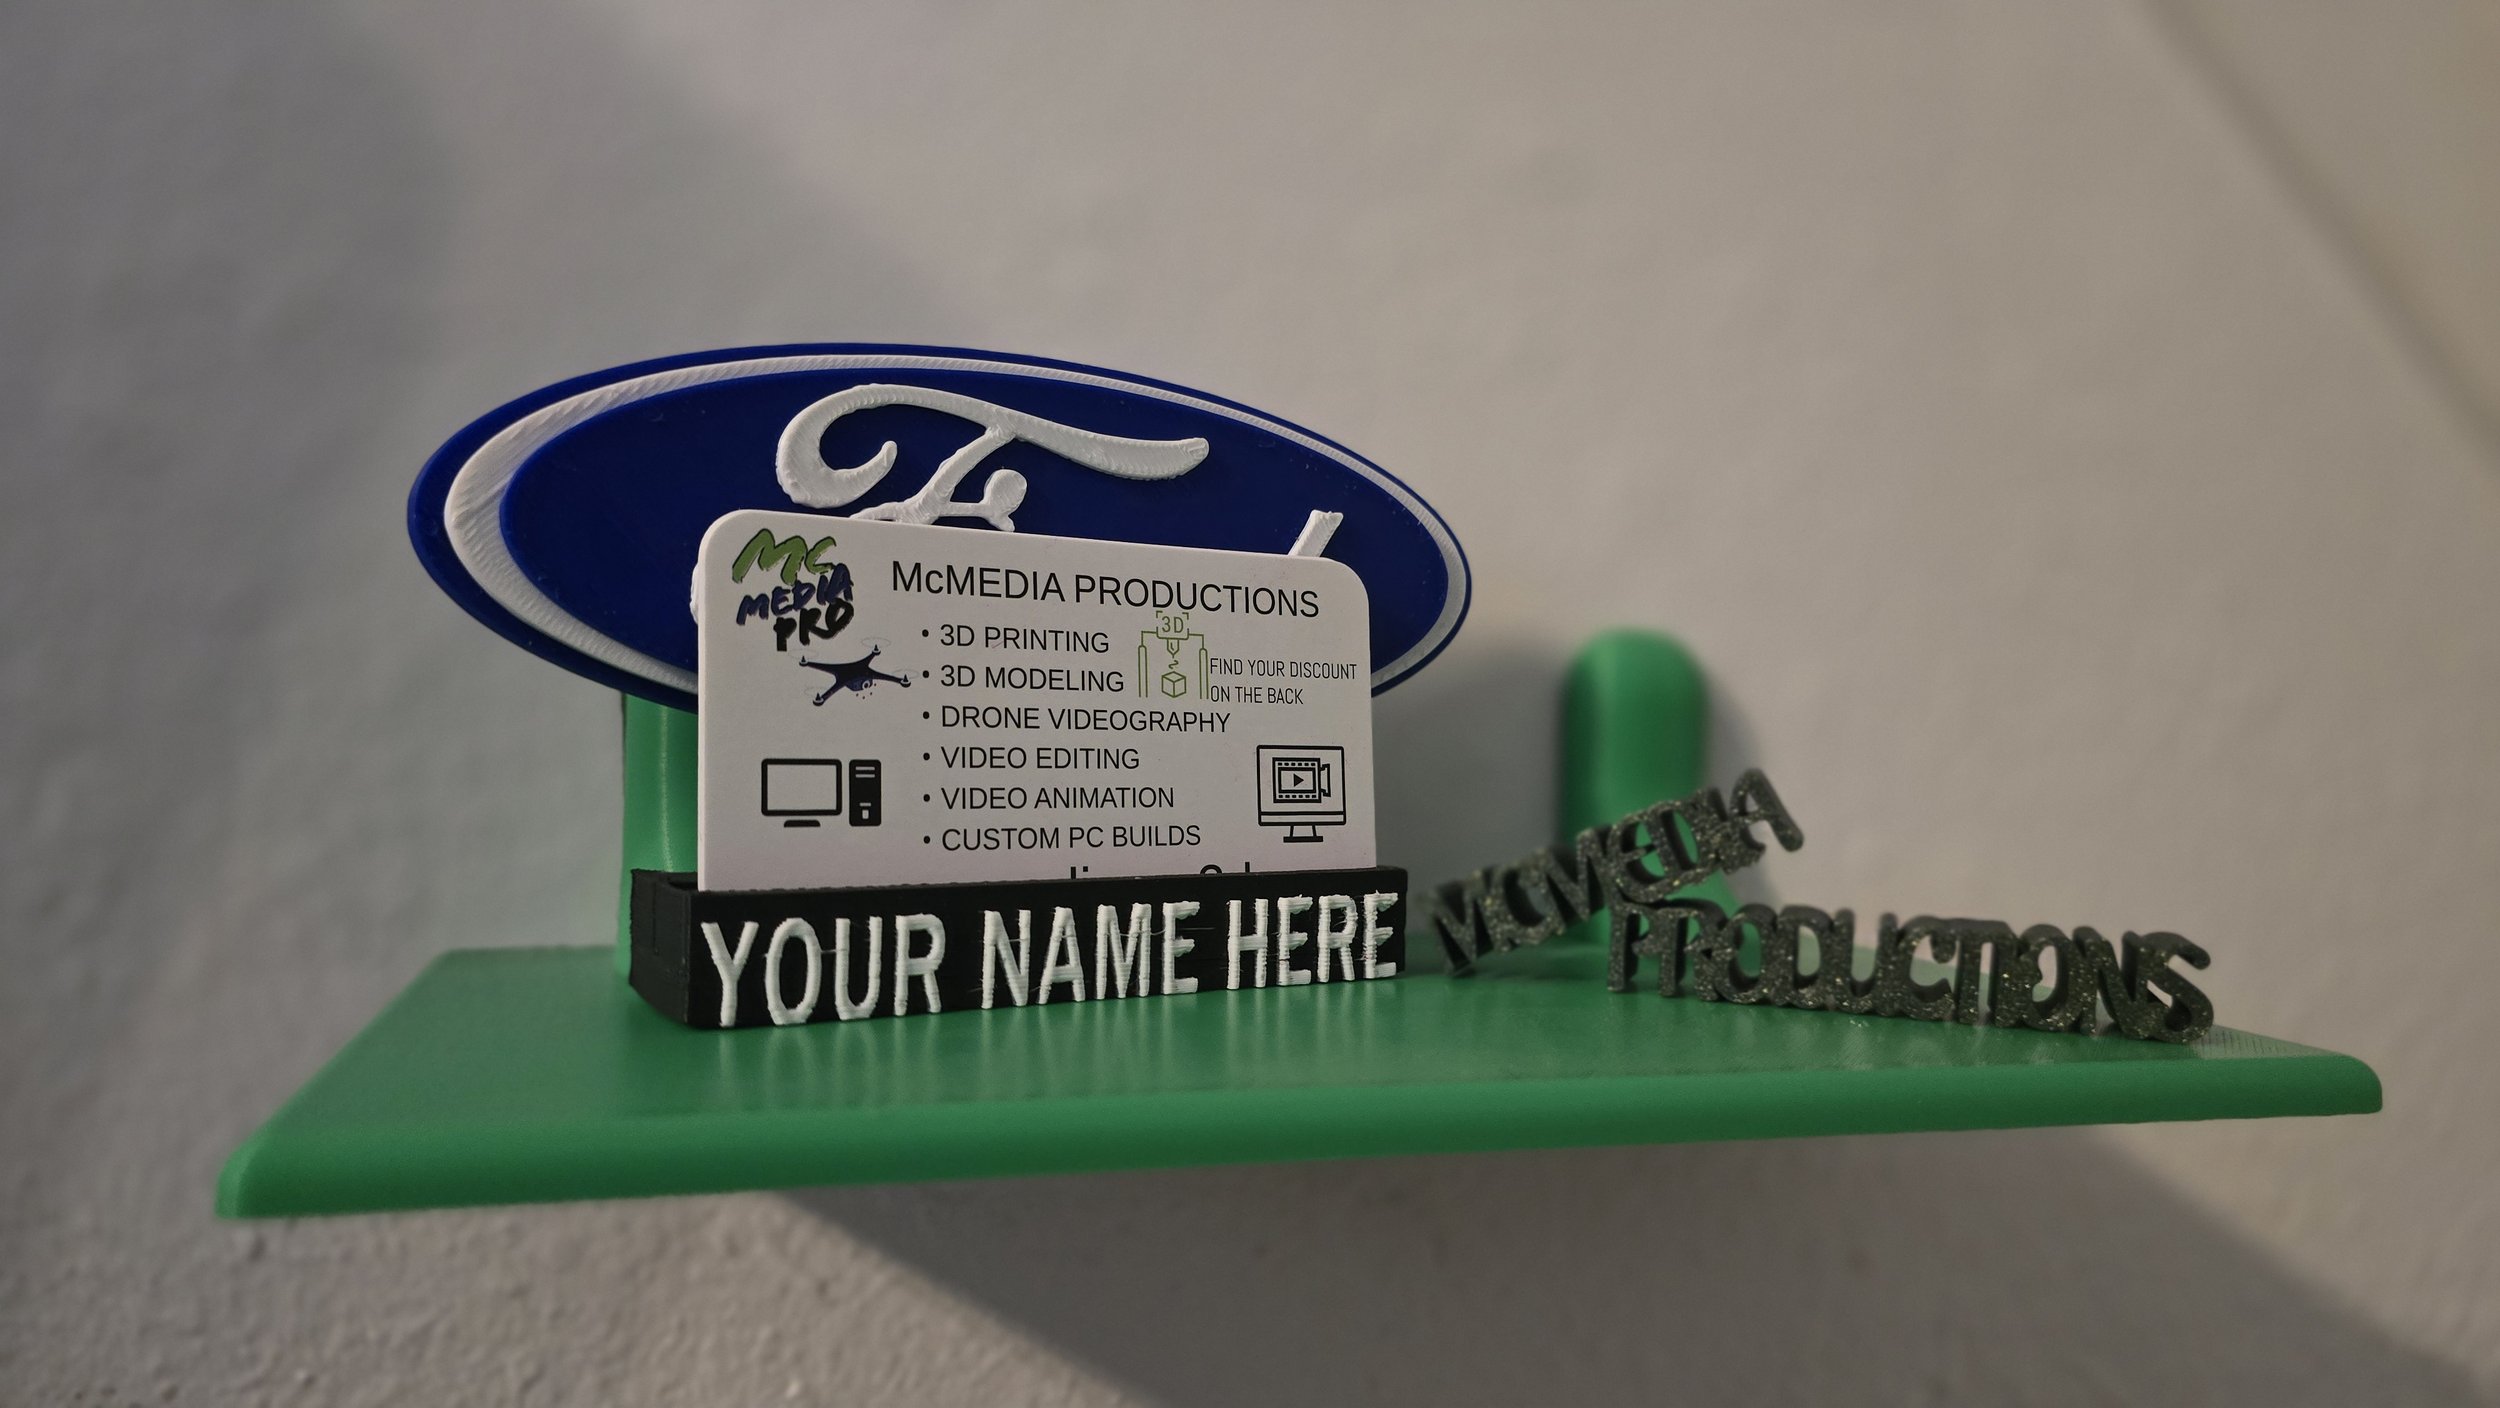 MC
MEDIA
PRO
McMEDIA PRODUCTIONS
• 3D PRINTING
• 3D MODELING
• DRONE VIDEOGRAPHY
• VIDEO EDITING
• VIDEO ANIMATION
• CUSTOM PC BUILDS
3D
FIND YOUR DISCOUNT
ON THE BACK
YOUR NAME HERE
MCMEDIA
PRODUCTIONS